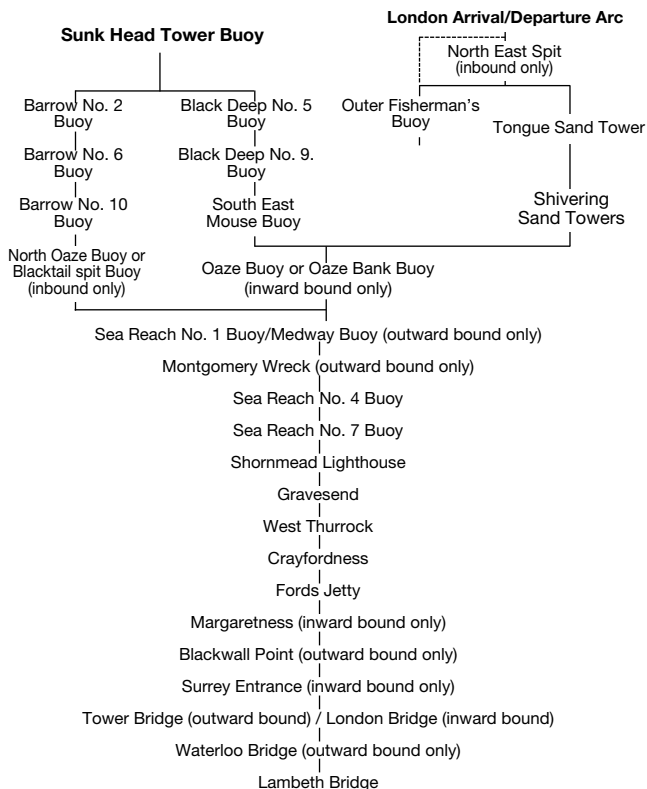 London Arrival/Departure Arc
Sunk Head Tower Buoy
North East Spit
(inbound only)
Barrow No. 2
Buoy
Black Deep No. 5
Buoy
Outer Fisherman's
Buoy
Tongue Sand Tower
Barrow No. 6
Buoy
Black Deep No. 9.
Buoy
Barrow No. 10
Buoy
South East
Mouse Buoy
Shivering
Sand Towers
North Oaze Buoy or
Blacktail spit Buoy
(inbound only)
Oaze Buoy or Oaze Bank Buoy
(inward bound only)
Sea Reach No. 1 Buoy/Medway Buoy (outward bound only)
Montgomery Wreck (outward bound only)
Sea Reach No. 4 Buoy
Sea Reach No. 7 Buoy
Shornmead Lighthouse
Gravesend
West Thurrock
Crayfordness
Fords Jetty
Margaretness (inward bound only)
Blackwall Point (outward bound only)
Surrey Entrance (inward bound only)
Tower Bridge (outward bound) / London Bridge (inward bound)
Waterloo Bridge (outward bound only)
Lambeth Bridge